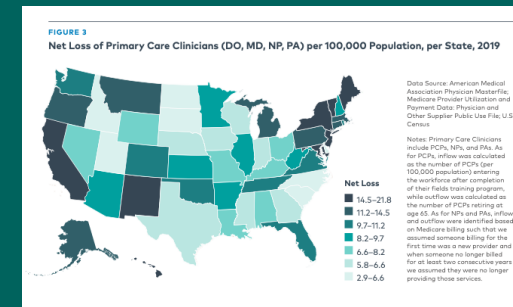 FIGURE 3
Net Loss of Primary Care Clinicians (DO, MD, NP, PA) per 100,000 Population, per State, 2019
Data Source: American Medical
Association Physician Masterfile;
Medicare Provider Utilization and
Payment Data: Physician and
Other Supplier Public Use File; U.S
Census
Notes: Primary Care Clinicians
include PCPs, NPs, and PAs. As
for PCPs, inflow was calculated
as the number of PCPs (per
100,000 population) entering
the workforce after completion
of their fields training program,
while outflow was calculated as
the number of PCPs retiring at
age 65. As for NPs and PAs, inflow
and outflow were identified based
on Medicare billing such that we
assumed someone billing for the
first time was a new provider and
when someone no longer billed
for at least two consecutive years
we assumed they were no longer
providing those services.
Net Loss
14.5–21.8
11.2–14.5
9.7–11.2
8.2–9.7
6.6–8.2
5.8–6.6
2.9–6.6